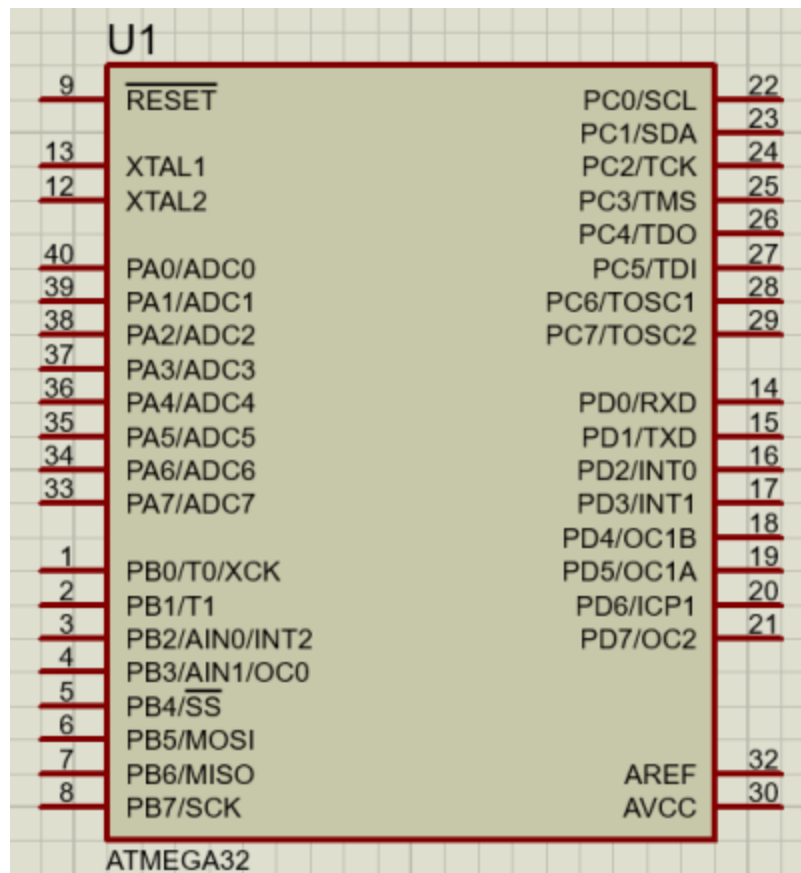 U1
9 RESET
13 XTAL1
12 XTAL2
40 PA0/ADC0
39 PA1/ADC1
38 PA2/ADC2
37 PA3/ADC3
36 PA4/ADC4
35 PA5/ADC5
34 PA6/ADC6
33 PA7/ADC7
1 PB0/T0/XCK
2 PB1/T1
3 PB2/AIN0/INT2
4 PB3/AIN1/OC0
5 PB4/SS
6 PB5/MOSI
7 PB6/MISO
8 PB7/SCK
PC0/SCL 22
PC1/SDA 23
PC2/TCK 24
PC3/TMS 25
PC4/TDO 26
PC5/TDI 27
PC6/TOSC1 28
PC7/TOSC2 29
PD0/RXD 14
PD1/TXD 15
PD2/INT0 16
PD3/INT1 17
PD4/OC1B 18
PD5/OC1A 19
PD6/ICP1 20
PD7/OC2 21
AREF 32
AVCC 30
ATMEGA32